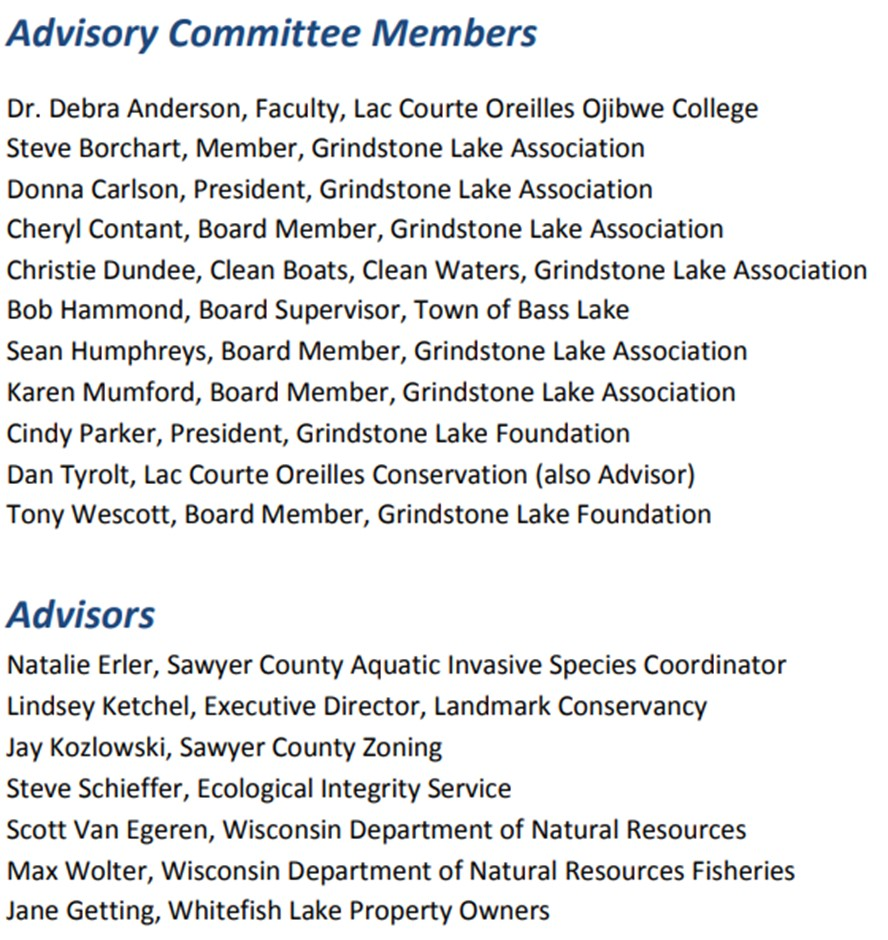 Advisory Committee Members
Dr. Debra Anderson, Faculty, Lac Courte Oreilles Ojibwe College
Steve Borchart, Member, Grindstone Lake Association
Donna Carlson, President, Grindstone Lake Association
Cheryl Contant, Board Member, Grindstone Lake Association
Christie Dundee, Clean Boats, Clean Waters, Grindstone Lake Association
Bob Hammond, Board Supervisor, Town of Bass Lake
Sean Humphreys, Board Member, Grindstone Lake Association
Karen Mumford, Board Member, Grindstone Lake Association
Cindy Parker, President, Grindstone Lake Foundation
Dan Tyrolt, Lac Courte Oreilles Conservation (also Advisor)
Tony Wescott, Board Member, Grindstone Lake Foundation
Advisors
Natalie Erler, Sawyer County Aquatic Invasive Species Coordinator
Lindsey Ketchel, Executive Director, Landmark Conservancy
Jay Kozlowski, Sawyer County Zoning
Steve Schieffer, Ecological Integrity Service
Scott Van Egeren, Wisconsin Department of Natural Resources
Max Wolter, Wisconsin Department of Natural Resources Fisheries
Jane Getting, Whitefish Lake Property Owners